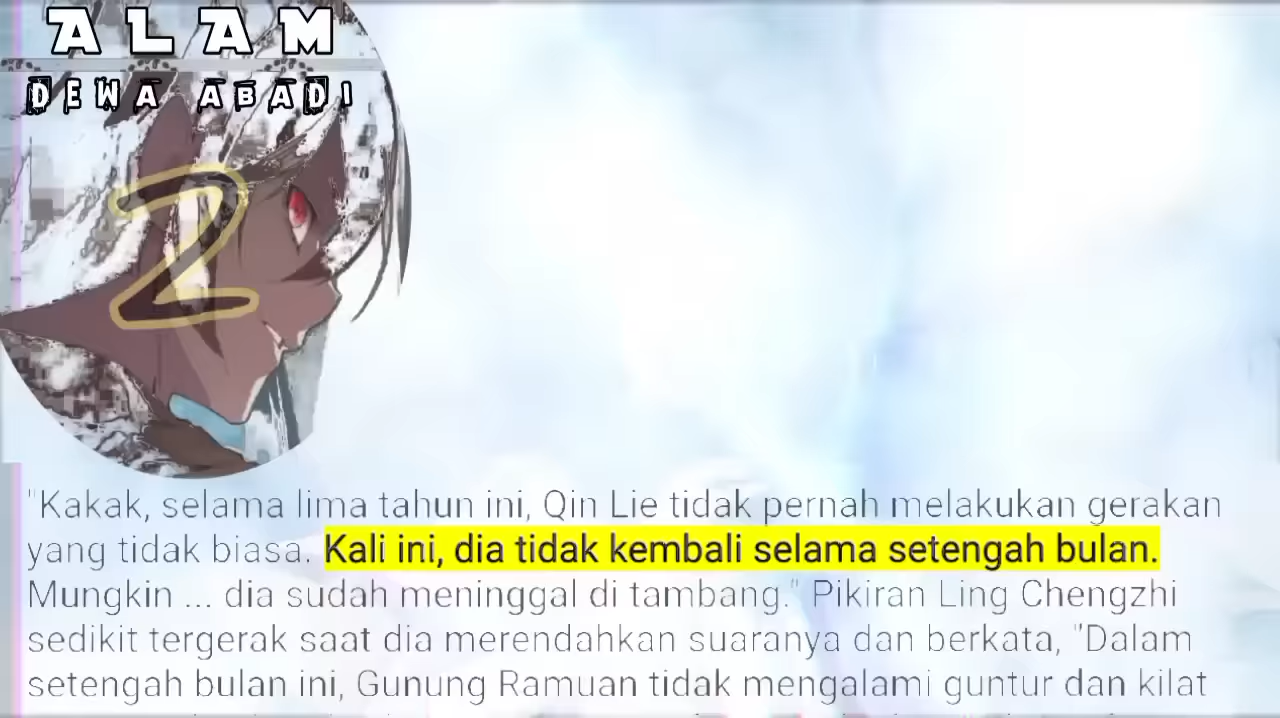 ALAM
DEWA ABADI
2
"Kakak, selama lima tahun ini, Qin Lie tidak pernah melakukan gerakan
yang tidak biasa. Kali ini, dia tidak kembali selama setengah bulan.
Mungkin ... dia sudah meninggal di tambang." Pikiran Ling Chengzhi
sedikit tergerak saat dia merendahkan suaranya dan berkata, "Dalam
setengah bulan ini, Gunung Ramuan tidak mengalami guntur dan kilat